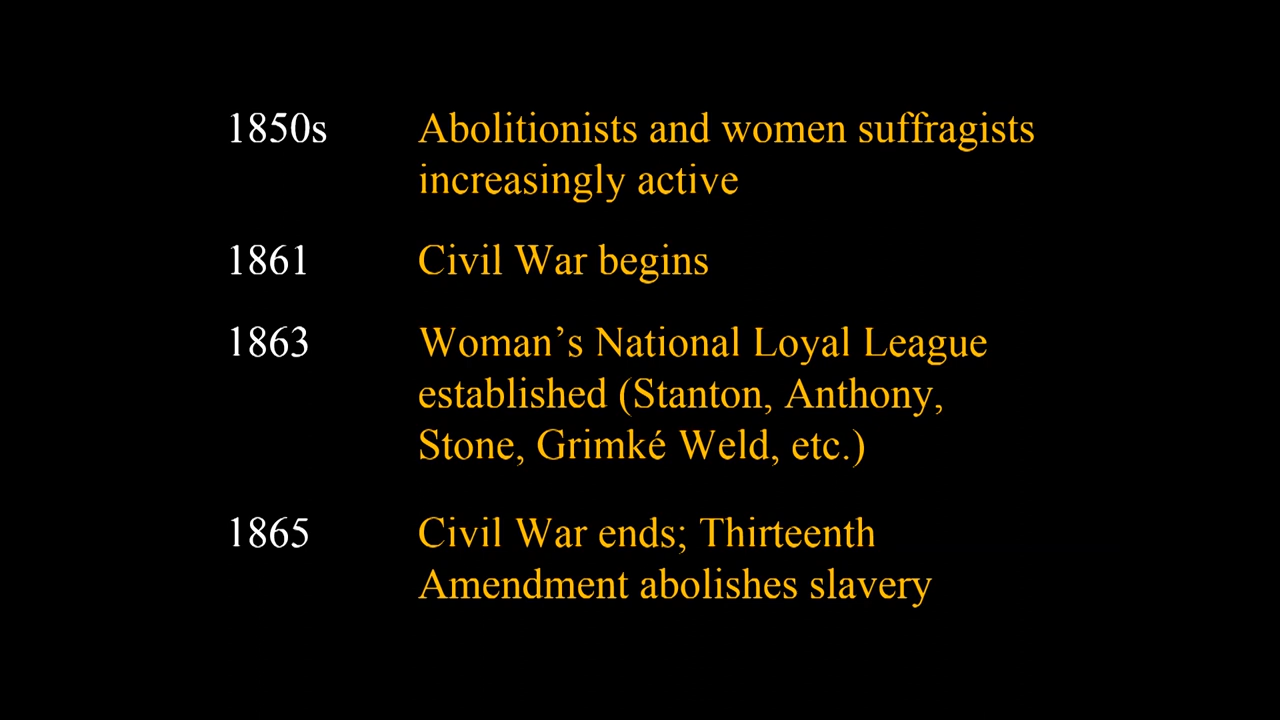 1850s Abolitionists and women suffragists
increasingly active
1861 Civil War begins
1863 Woman’s National Loyal League
established (Stanton, Anthony,
Stone, Grimké Weld, etc.)
1865 Civil War ends; Thirteenth
Amendment abolishes slavery